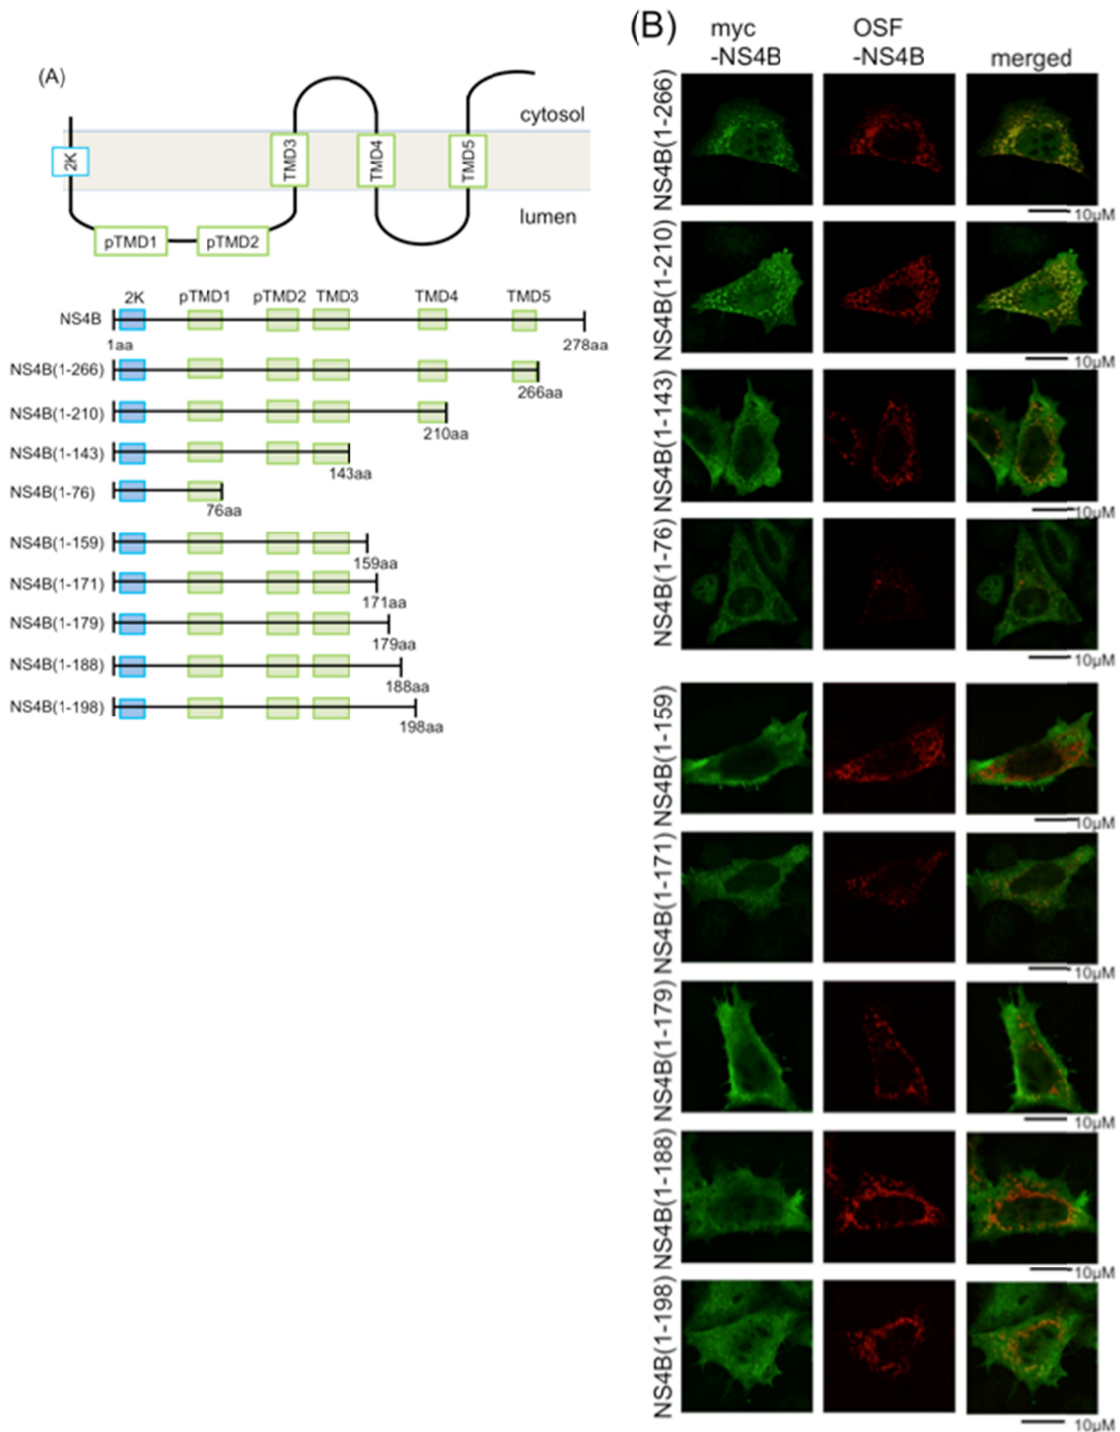 (A)
cytosol
2K
TMD3
TMD4
TMD5
lumen
pTMD1
pTMD2
2K pTMD1 pTMD2 TMD3 TMD4 TMD5
NS4B
1aa
278aa
NS4B(1-266)
266aa
NS4B(1-210)
210aa
NS4B(1-143)
143aa
NS4B(1-76)
76aa
NS4B(1-159)
159aa
NS4B(1-171)
171aa
NS4B(1-179)
179aa
NS4B(1-188)
188aa
NS4B(1-198)
198aa
(B)
myc
-NS4B
OSF
-NS4B
merged
NS4B(1-266)
10μM
NS4B(1-210)
10μM
NS4B(1-143)
10μM
NS4B(1-76)
10μM
NS4B(1-159)
10μM
NS4B(1-171)
10μM
NS4B(1-179)
10μM
NS4B(1-188)
10μM
NS4B(1-198)
10μM